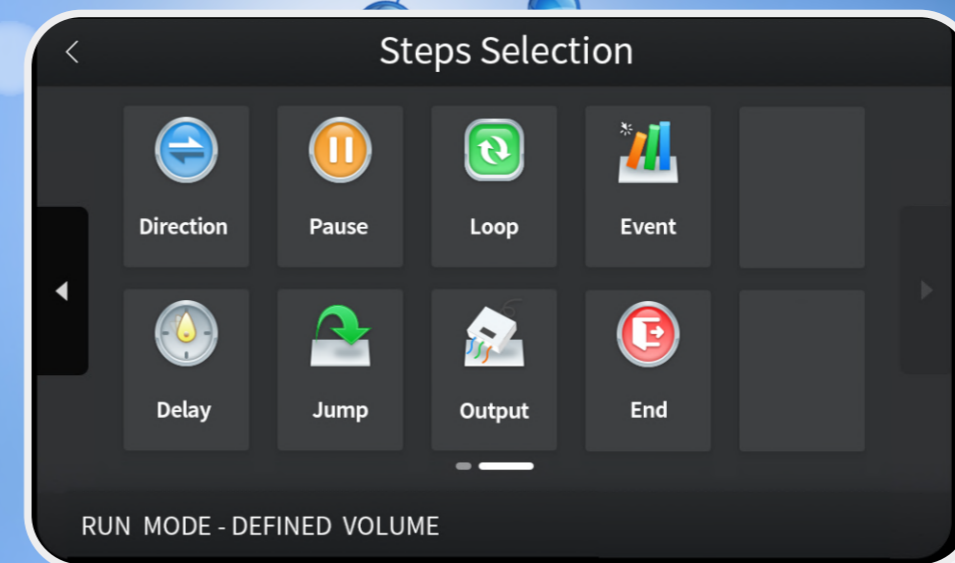 Steps Selection
Direction
Pause
Loop
Event
Delay
Jump
Output
End
RUN MODE - DEFINED VOLUME